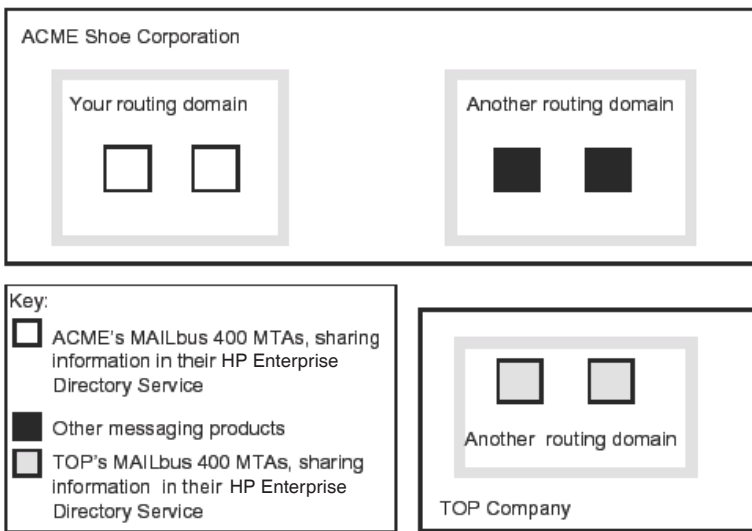 ACME Shoe Corporation
Your routing domain
Another routing domain
Key:
ACME's MAILbus 400 MTAs, sharing
information in their HP Enterprise
Directory Service
Other messaging products
TOP's MAILbus 400 MTAs, sharing
information in their HP Enterprise
Directory Service
Another routing domain
TOP Company